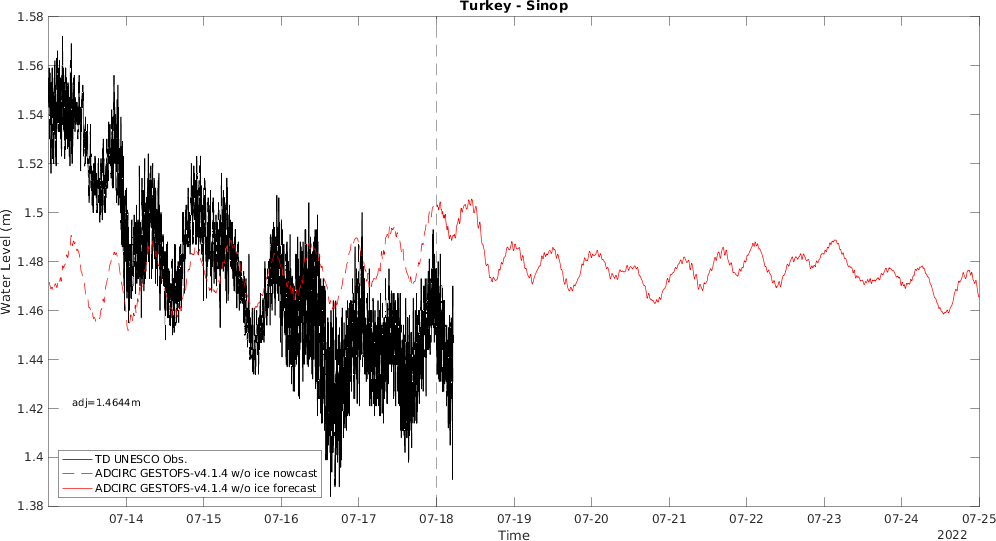 Turkey - Sinop
1.58
1.56
1.54
1.52
1.5
1.48
1.46
1.44
1.42
1.4
1.38
Water Level (m)
adj=1.4644m
TD UNESCO Obs.
ADCIRC GESTOFS-v4.1.4 w/o ice nowcast
ADCIRC GESTOFS-v4.1.4 w/o ice forecast
07-14 07-15 07-16 07-17 07-18 07-19 07-20 07-21 07-22 07-23 07-24 07-25
Time
2022